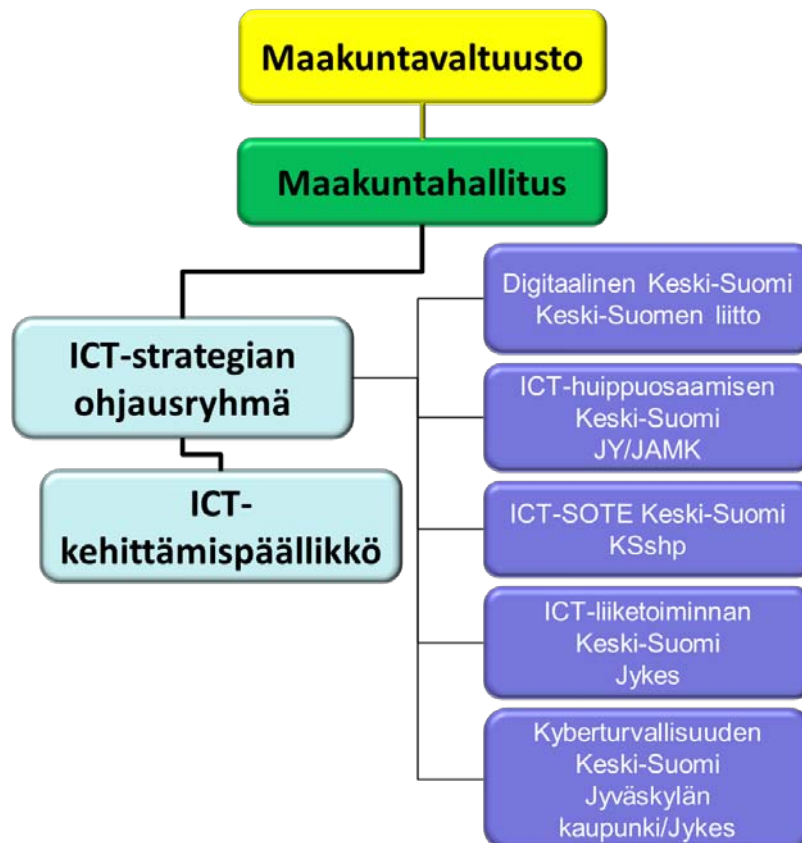 Maakuntavaltuusto
Maakuntahallitus
ICT-strategian
ohjausryhmä
ICT-
kehittämispäällikkö
Digitaalinen Keski-Suomi
Keski-Suomen liitto
ICT-huippuosaamisen
Keski-Suomi
JY/JAMK
ICT-SOTE Keski-Suomi
KSshp
ICT-liiketoiminnan
Keski-Suomi
Jykes
Kyberturvallisuuden
Keski-Suomi
Jyväskylän
kaupunki/Jykes